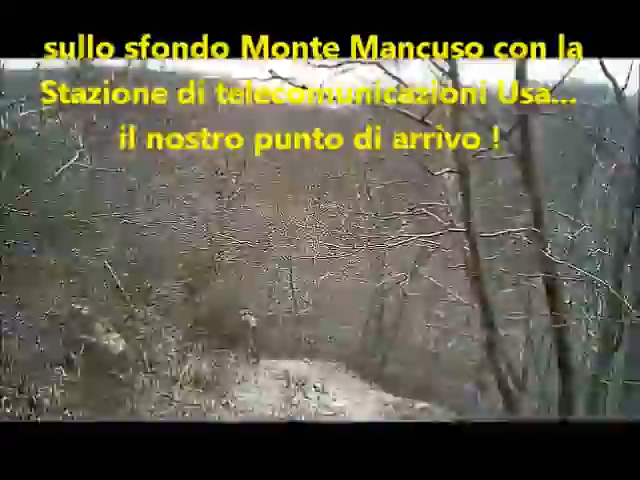 sullo sfondo Monte Mancuso con la
Stazione di telecomunicazioni Usa...
il nostro punto di arrivo !